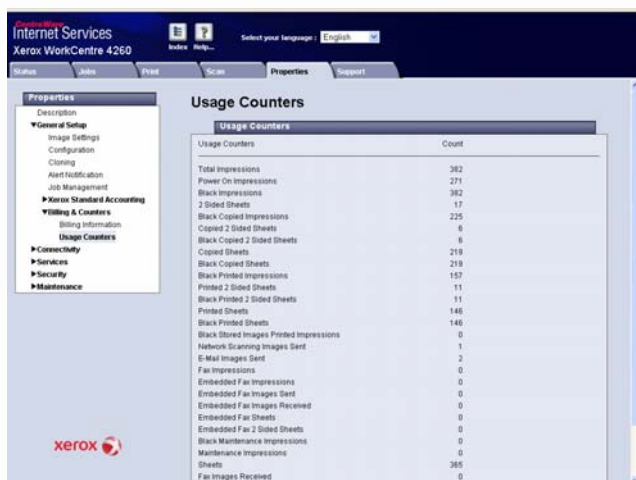 CentreWare
Internet Services
Xerox WorkCentre 4260
Index Help...
Select your language : English
Status Jobs Print Scan Properties Support
Properties
Description
▼General Setup
Image Settings
Configuration
Cloning
Alert Notification
Job Management
▶Xerox Standard Accounting
▼Billing & Counters
Billing Information
Usage Counters
▶Connectivity
▶Services
▶Security
▶Maintenance
xerox
Usage Counters
Usage Counters
Usage Counters Count
Total Impressions 382
Power On Impressions 271
Black Impressions 382
2 Sided Sheets 17
Black Copied Impressions 225
Copied 2 Sided Sheets 6
Black Copied 2 Sided Sheets 6
Copied Sheets 219
Black Copied Sheets 219
Black Printed Impressions 157
Printed 2 Sided Sheets 11
Black Printed 2 Sided Sheets 11
Printed Sheets 146
Black Printed Sheets 146
Black Stored Images Printed Impressions 0
Network Scanning Images Sent 1
E-Mail Images Sent 2
Fax Impressions 0
Embedded Fax Impressions 0
Embedded Fax Images Sent 0
Embedded Fax Images Received 0
Embedded Fax Sheets 0
Embedded Fax 2 Sided Sheets 0
Black Maintenance Impressions 0
Maintenance Impressions 0
Sheets 365
Fax Images Received 0